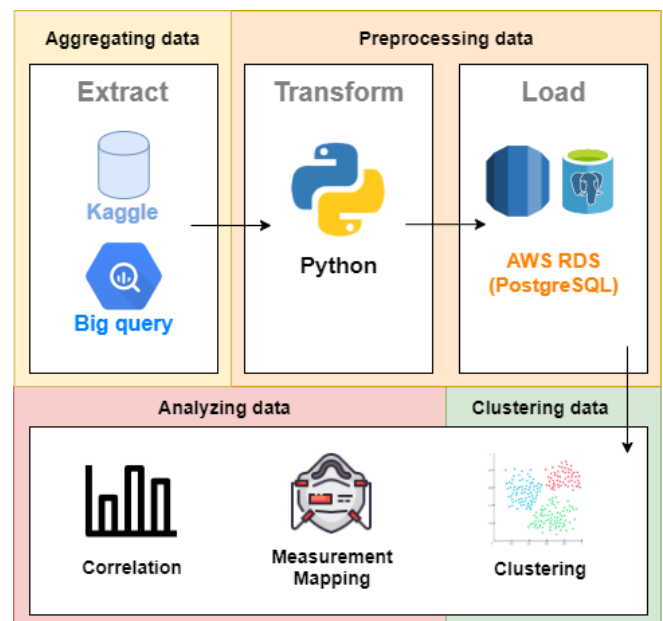 Aggregating data
Preprocessing data
Extract
Transform
Load
Kaggle
Big query
Python
AWS RDS
(PostgreSQL)
Analyzing data
Clustering data
Correlation
Measurement
Mapping
Clustering